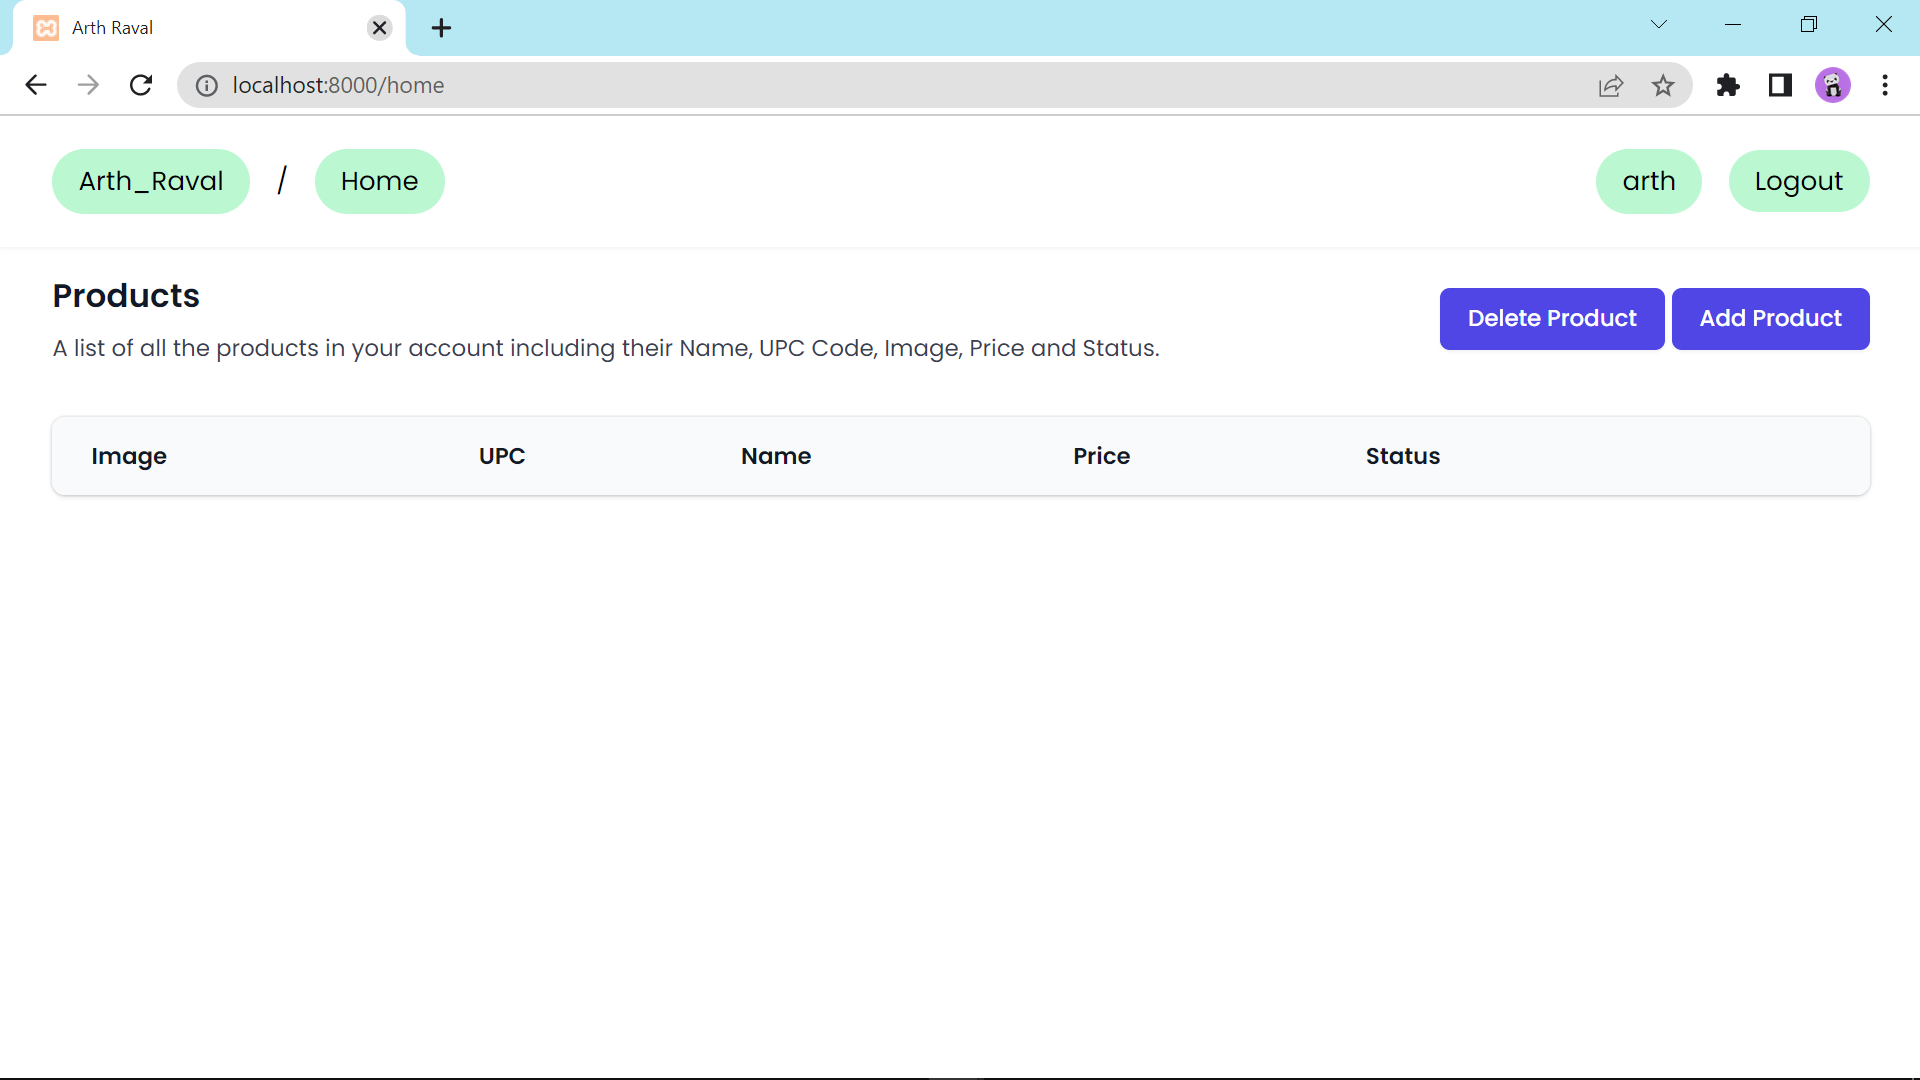 Arth Raval
localhost:8000/home
Arth_Raval / Home arth Logout
Products
Delete Product Add Product
A list of all the products in your account including their Name, UPC Code, Image, Price and Status.
Image UPC Name Price Status